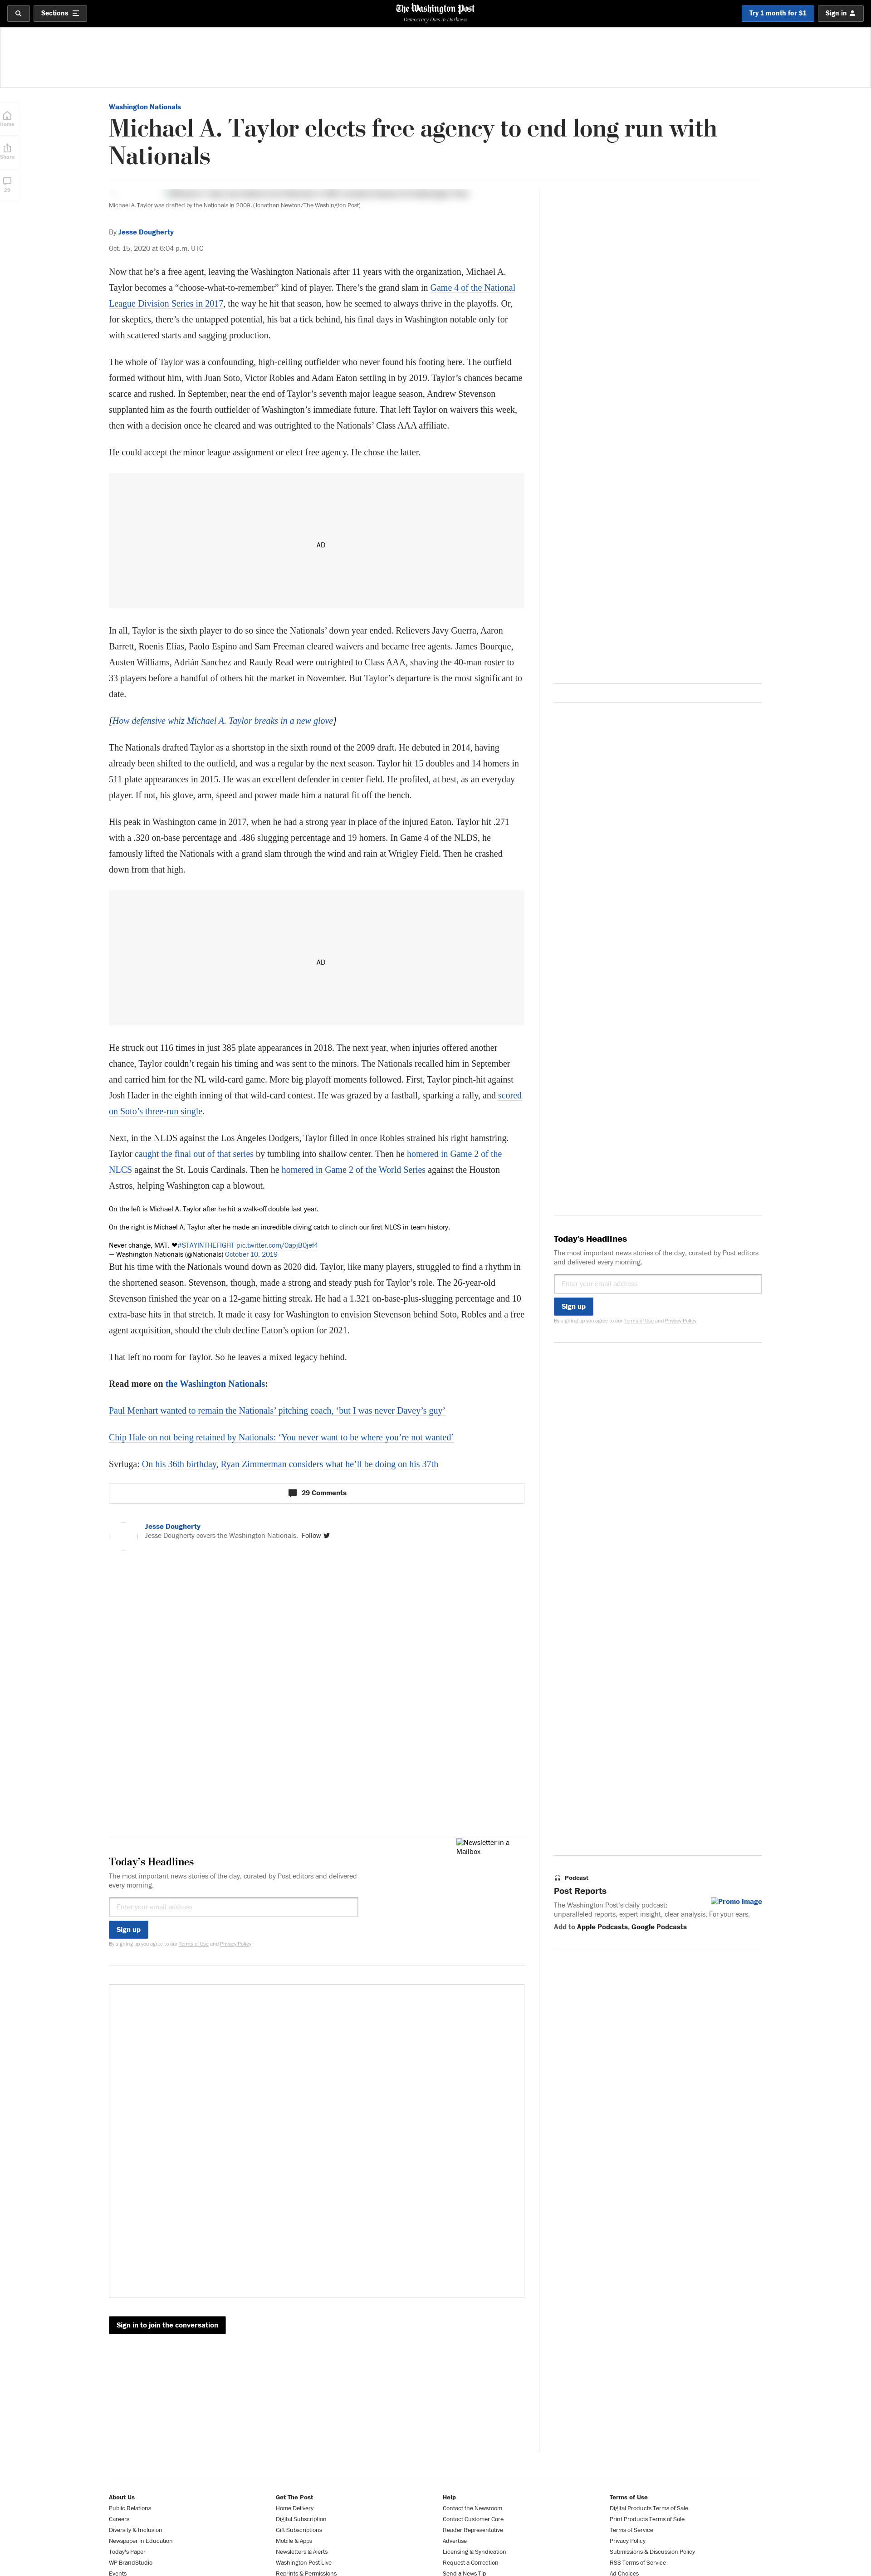 Sections
The Washington Post
Democracy Dies in Darkness
Try 1 month for $1
Sign in
Home
Share
29
Washington Nationals
Michael A. Taylor elects free agency to end long run with
Nationals
Michael A. Taylor was drafted by the Nationals in 2009. (Jonathan Newton/The Washington Post)
By Jesse Dougherty
Oct. 15, 2020 at 6:04 p.m. UTC
Now that he’s a free agent, leaving the Washington Nationals after 11 years with the organization, Michael A.
Taylor becomes a “choose-what-to-remember” kind of player. There’s the grand slam in Game 4 of the National
League Division Series in 2017, the way he hit that season, how he seemed to always thrive in the playoffs. Or,
for skeptics, there’s the untapped potential, his bat a tick behind, his final days in Washington notable only for
with scattered starts and sagging production.
The whole of Taylor was a confounding, high-ceiling outfielder who never found his footing here. The outfield
formed without him, with Juan Soto, Victor Robles and Adam Eaton settling in by 2019. Taylor’s chances became
scarce and rushed. In September, near the end of Taylor’s seventh major league season, Andrew Stevenson
supplanted him as the fourth outfielder of Washington’s immediate future. That left Taylor on waivers this week,
then with a decision once he cleared and was outrighted to the Nationals’ Class AAA affiliate.
He could accept the minor league assignment or elect free agency. He chose the latter.
AD
In all, Taylor is the sixth player to do so since the Nationals’ down year ended. Relievers Javy Guerra, Aaron
Barrett, Roenis Elías, Paolo Espino and Sam Freeman cleared waivers and became free agents. James Bourque,
Austen Williams, Adrián Sanchez and Raudy Read were outrighted to Class AAA, shaving the 40-man roster to
33 players before a handful of others hit the market in November. But Taylor’s departure is the most significant to
date.
[How defensive whiz Michael A. Taylor breaks in a new glove]
The Nationals drafted Taylor as a shortstop in the sixth round of the 2009 draft. He debuted in 2014, having
already been shifted to the outfield, and was a regular by the next season. Taylor hit 15 doubles and 14 homers in
511 plate appearances in 2015. He was an excellent defender in center field. He profiled, at best, as an everyday
player. If not, his glove, arm, speed and power made him a natural fit off the bench.
His peak in Washington came in 2017, when he had a strong year in place of the injured Eaton. Taylor hit .271
with a .320 on-base percentage and .486 slugging percentage and 19 homers. In Game 4 of the NLDS, he
famously lifted the Nationals with a grand slam through the wind and rain at Wrigley Field. Then he crashed
down from that high.
AD
He struck out 116 times in just 385 plate appearances in 2018. The next year, when injuries offered another
chance, Taylor couldn’t regain his timing and was sent to the minors. The Nationals recalled him in September
and carried him for the NL wild-card game. More big playoff moments followed. First, Taylor pinch-hit against
Josh Hader in the eighth inning of that wild-card contest. He was grazed by a fastball, sparking a rally, and scored
on Soto’s three-run single.
Next, in the NLDS against the Los Angeles Dodgers, Taylor filled in once Robles strained his right hamstring.
Taylor caught the final out of that series by tumbling into shallow center. Then he homered in Game 2 of the
NLCS against the St. Louis Cardinals. Then he homered in Game 2 of the World Series against the Houston
Astros, helping Washington cap a blowout.
On the left is Michael A. Taylor after he hit a walk-off double last year.
On the right is Michael A. Taylor after he made an incredible diving catch to clinch our first NLCS in team history.
Never change, MAT. ❤#STAYINTHEFIGHT pic.twitter.com/0apjB0jef4
— Washington Nationals (@Nationals) October 10, 2019
But his time with the Nationals wound down as 2020 did. Taylor, like many players, struggled to find a rhythm in
the shortened season. Stevenson, though, made a strong and steady push for Taylor’s role. The 26-year-old
Stevenson finished the year on a 12-game hitting streak. He had a 1.321 on-base-plus-slugging percentage and 10
extra-base hits in that stretch. It made it easy for Washington to envision Stevenson behind Soto, Robles and a free
agent acquisition, should the club decline Eaton’s option for 2021.
That left no room for Taylor. So he leaves a mixed legacy behind.
Read more on the Washington Nationals:
Paul Menhart wanted to remain the Nationals’ pitching coach, ‘but I was never Davey’s guy’
Chip Hale on not being retained by Nationals: ‘You never want to be where you’re not wanted’
Svrluga: On his 36th birthday, Ryan Zimmerman considers what he’ll be doing on his 37th
29 Comments
Jesse Dougherty
Jesse Dougherty covers the Washington Nationals. Follow
Today’s Headlines
The most important news stories of the day, curated by Post editors
and delivered every morning.
Enter your email address
Sign up
By signing up you agree to our Terms of Use and Privacy Policy
Newsletter in a
Mailbox
Today’s Headlines
The most important news stories of the day, curated by Post editors and delivered
every morning.
Enter your email address
Sign up
By signing up you agree to our Terms of Use and Privacy Policy
Podcast
Post Reports
Promo Image
The Washington Post’s daily podcast:
unparalleled reports, expert insight, clear analysis. For your ears.
Add to Apple Podcasts, Google Podcasts
Sign in to join the conversation
About Us
Public Relations
Careers
Diversity & Inclusion
Newspaper in Education
Today’s Paper
WP BrandStudio
Events
Get The Post
Home Delivery
Digital Subscription
Gift Subscriptions
Mobile & Apps
Newsletters & Alerts
Washington Post Live
Reprints & Permissions
Help
Contact the Newsroom
Contact Customer Care
Reader Representative
Advertise
Licensing & Syndication
Request a Correction
Send a News Tip
Terms of Use
Digital Products Terms of Sale
Print Products Terms of Sale
Terms of Service
Privacy Policy
Submissions & Discussion Policy
RSS Terms of Service
Ad Choices